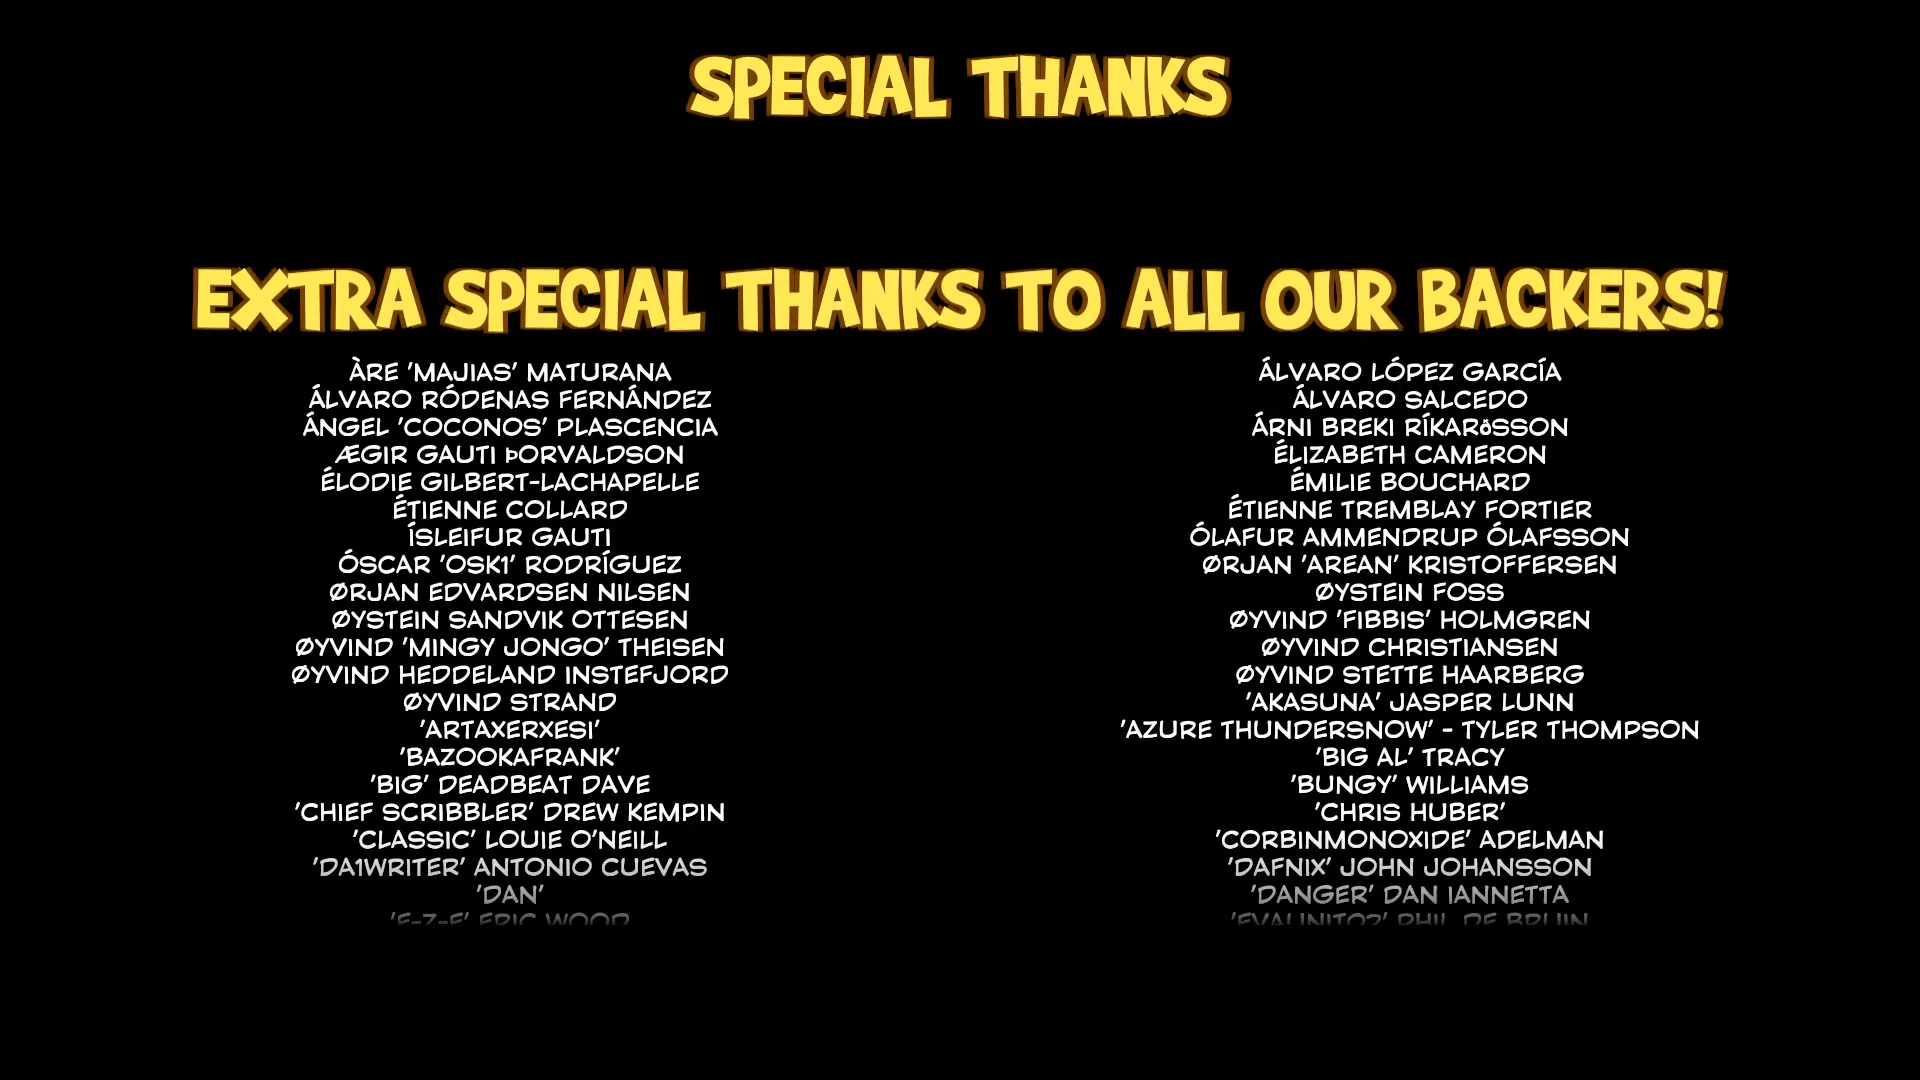 SPECIAL THANKS
EXTRA SPECIAL THANKS TO ALL OUR BACKERS!
ÀRE 'MAJIAS' MATURANA
ÁLVARO LÓPEZ GARCÍA
ÁLVARO RÓDENAS FERNÁNDEZ
ÁLVARO SALCEDO
ÁNGEL 'COCONOS' PLASCENCIA
ÁRNI BREKI RÍKARðSSON
ÆGIR GAUTI ÞORVALDSON
ÉLIZABETH CAMERON
ÉLODIE GILBERT-LACHAPELLE
ÉMILIE BOUCHARD
ÉTIENNE COLLARD
ÉTIENNE TREMBLAY FORTIER
ÍSLEIFUR GAUTI
ÓLAFUR AMMENDRUP ÓLAFSSON
ÓSCAR 'OSK1' RODRÍGUEZ
ØRJAN 'AREAN' KRISTOFFERSEN
ØRJAN EDVARDSEN NILSEN
ØYSTEIN FOSS
ØYSTEIN SANDVIK OTTESEN
ØYVIND 'FIBBIS' HOLMGREN
ØYVIND 'MINGY JONGO' THEISEN
ØYVIND CHRISTIANSEN
ØYVIND HEDDELAND INSTEFJORD
ØYVIND STETTE HAARBERG
ØYVIND STRAND
'AKASUNA' JASPER LUNN
'ARTAXERXESI'
'AZURE THUNDERSNOW' - TYLER THOMPSON
'BAZOOKAFRANK'
'BIG AL' TRACY
'BIG' DEADBEAT DAVE
'BUNGY' WILLIAMS
'CHIEF SCRIBBLER' DREW KEMPIN
'CHRIS HUBER'
'CLASSIC' LOUIE O'NEILL
'CORBINMONOXIDE' ADELMAN
'DA1WRITER' ANTONIO CUEVAS
'DAFNIX' JOHN JOHANSSON
'DAN'
'DANGER' DAN IANNETTA
ERIC WOOD
PHIL DE BRUIN